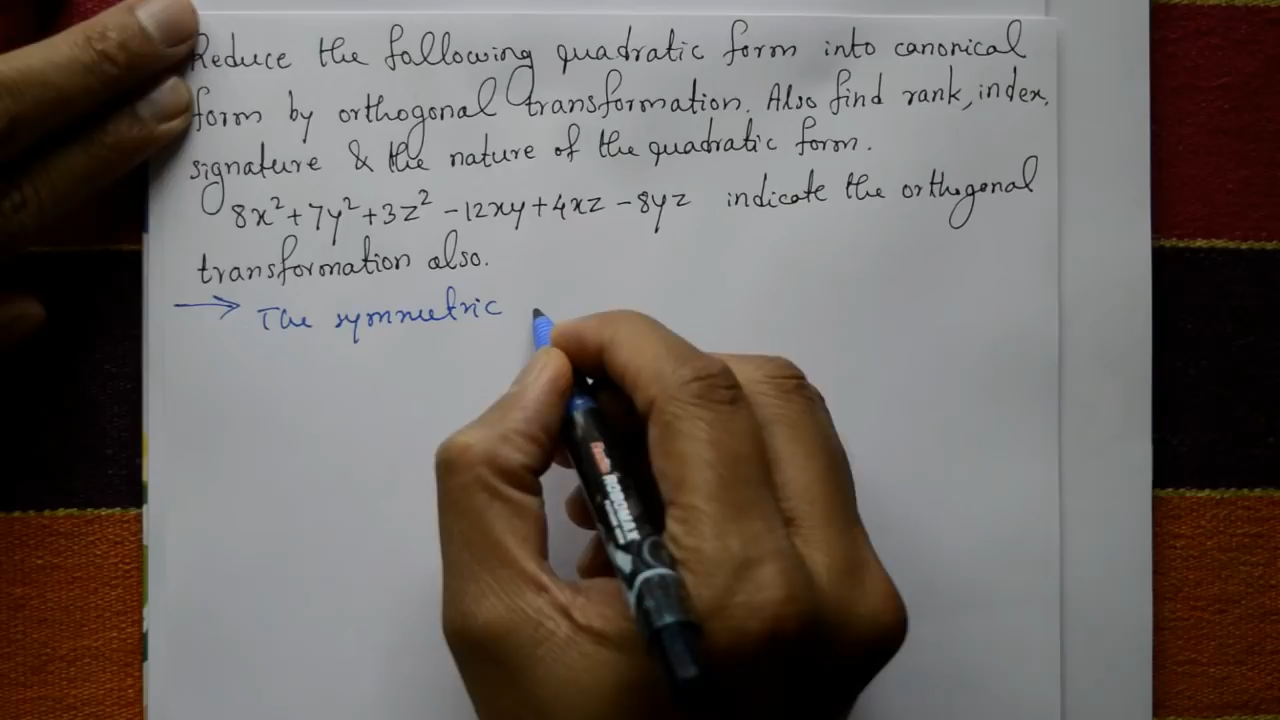 Reduce the following quadratic form into canonical
form by orthogonal transformation. Also find rank, index,
signature & the nature of the quadratic form.
8x²+7y²+3z²-12xy+4xz-8yz indicate the orthogonal
transformation also.
→ The symmetric
ROBOMAX